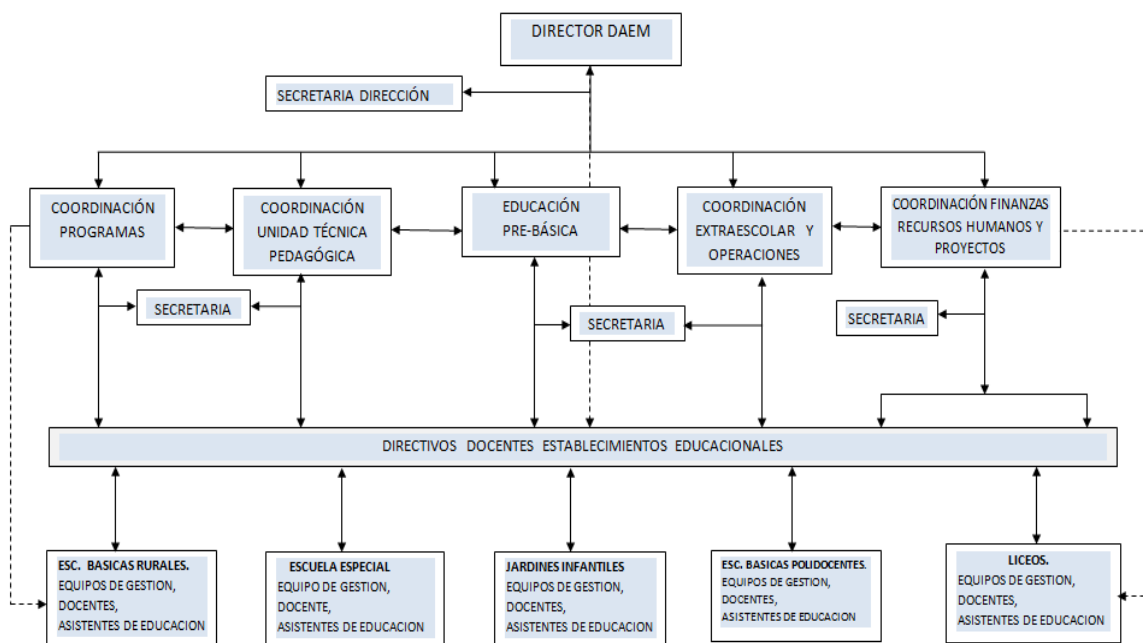 DIRECTOR DAEM
SECRETARIA DIRECCIÓN
COORDINACIÓN
PROGRAMAS
COORDINACIÓN
UNIDAD TÉCNICA
PEDAGÓGICA
EDUCACIÓN
PRE-BÁSICA
COORDINACIÓN
EXTRAESCOLAR Y
OPERACIONES
COORDINACIÓN FINANZAS
RECURSOS HUMANOS Y
PROYECTOS
SECRETARIA
SECRETARIA
SECRETARIA
DIRECTIVOS DOCENTES ESTABLECIMIENTOS EDUCACIONALES
ESC. BASICAS RURALES.
EQUIPOS DE GESTION,
DOCENTES,
ASISTENTES DE EDUCACION
ESCUELA ESPECIAL
EQUIPO DE GESTION,
DOCENTE,
ASISTENTES DE EDUCACION
JARDINES INFANTILES
EQUIPOS DE GESTION,
DOCENTES,
ASISTENTES DE EDUCACION
ESC. BASICAS POLIDOCENTES.
EQUIPOS DE GESTION,
DOCENTES,
ASISTENTES DE EDUCACION
LICEOS.
EQUIPOS DE GESTION,
DOCENTES,
ASISTENTES DE EDUCACION